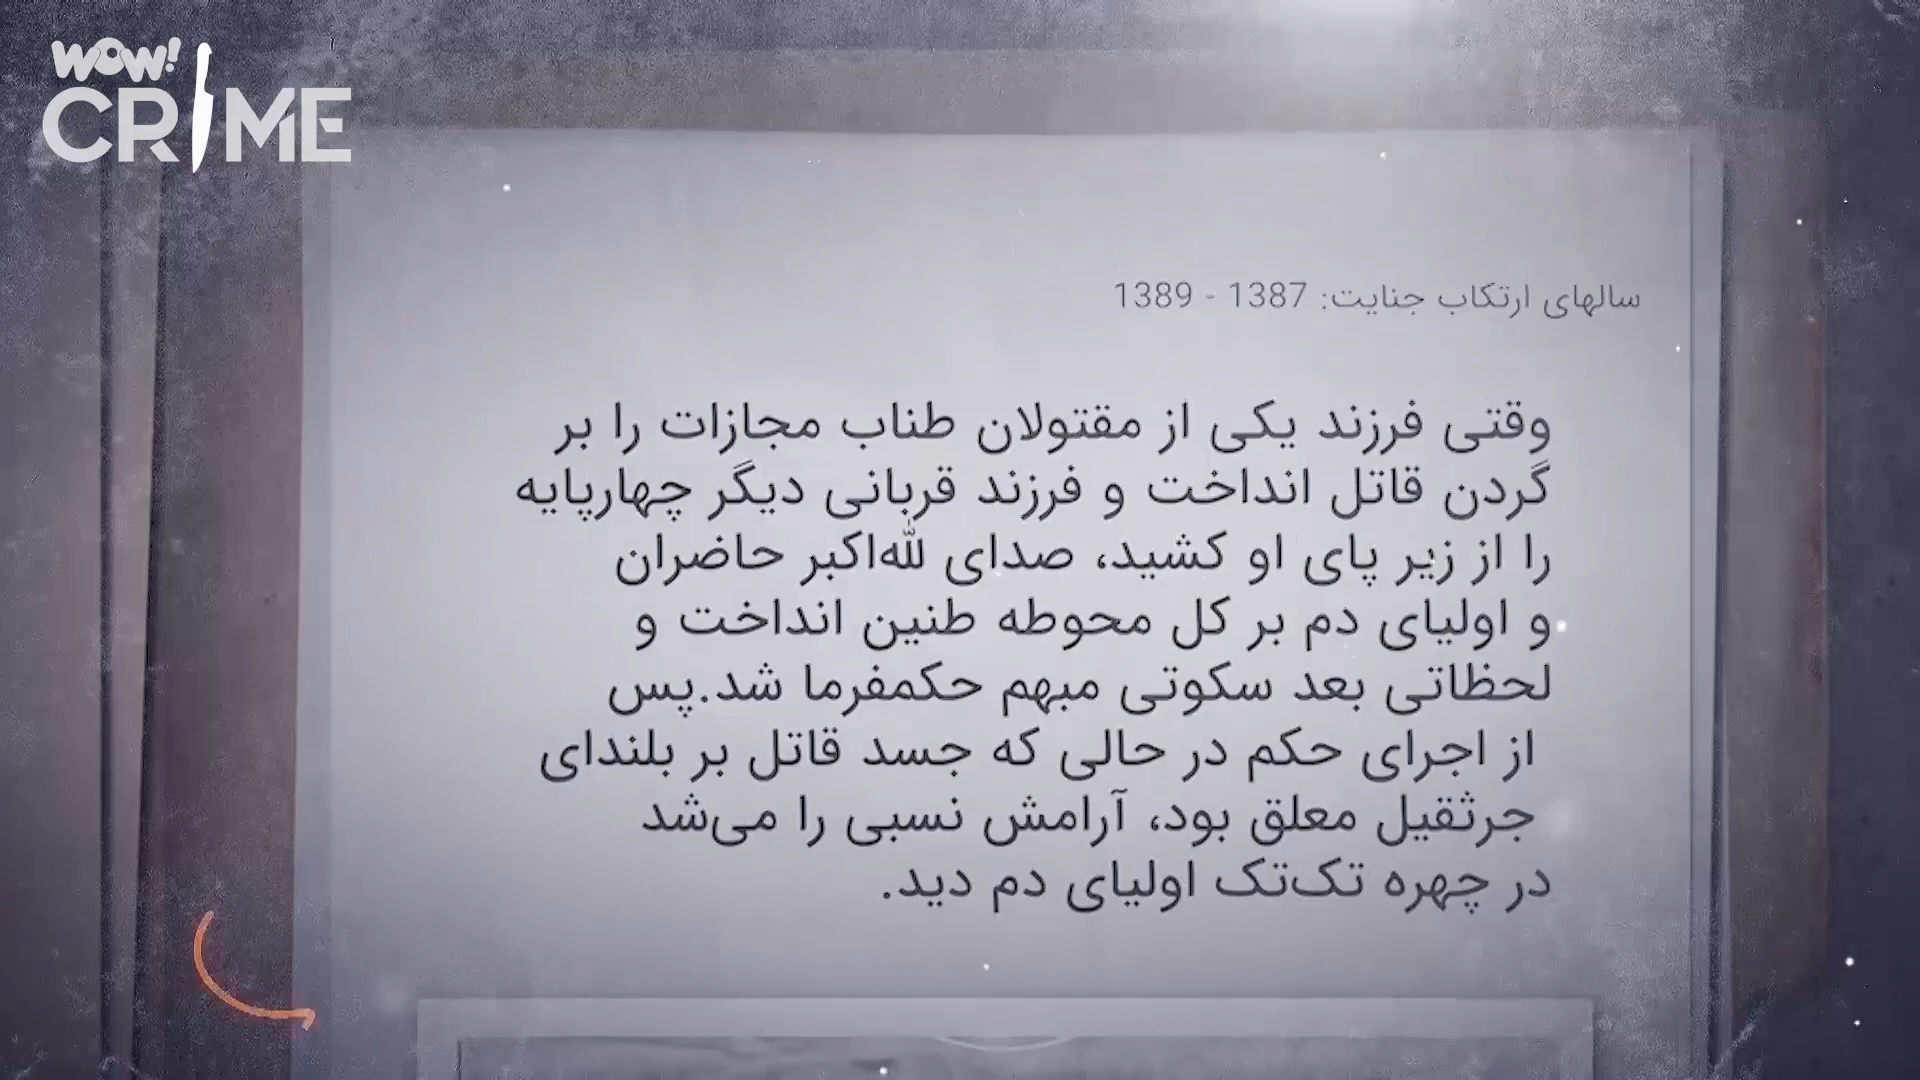 WOW!
CRIME
سالهای ارتکاب جنایت: 1387 - 1389
وقتی فرزند یکی از مقتولان طناب مجازات را بر
گردن قاتل انداخت و فرزند قربانی دیگر چهارپایه
را از زیر پای او کشید، صدای لله‌اکبر حاضران
و اولیای دم بر کل محوطه طنین انداخت و
لحظاتی بعد سکوتی مبهم حکمفرما شد.پس
از اجرای حکم در حالی که جسد قاتل بر بلندای
جرثقیل معلق بود، آرامش نسبی را می‌شد
در چهره تک‌تک اولیای دم دید.